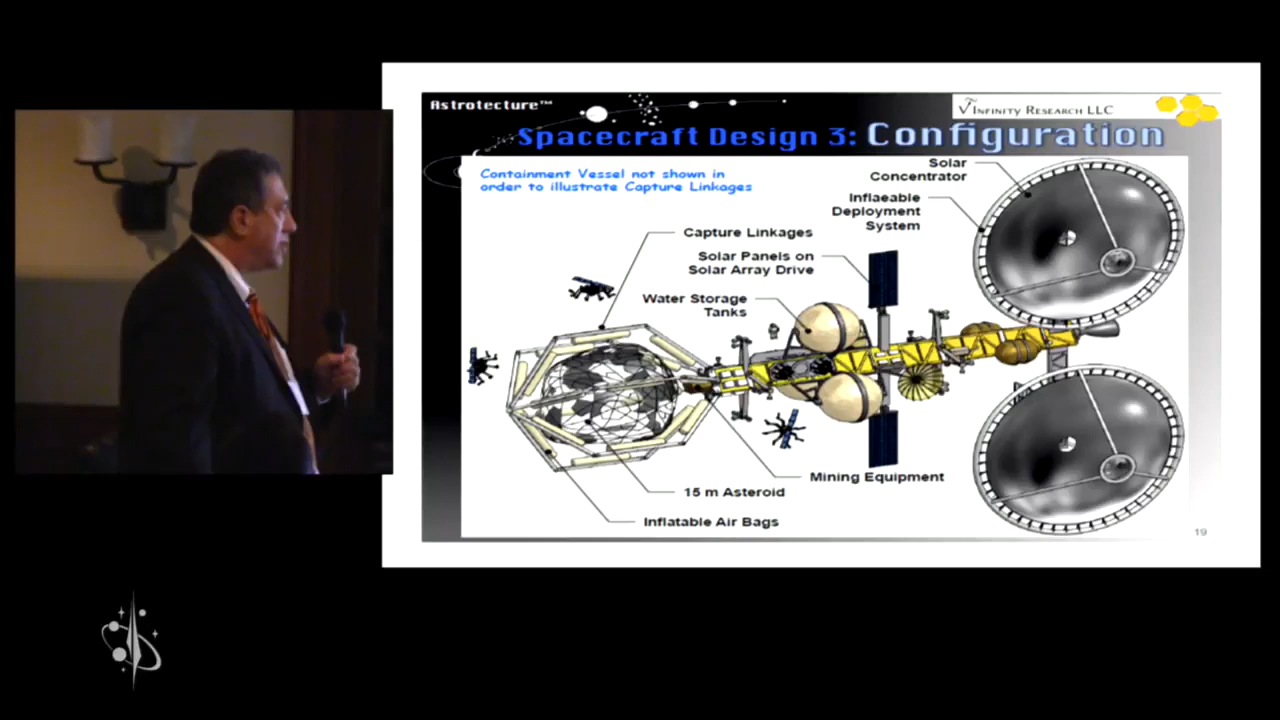 Astrotecture™
INFINITY RESEARCH LLC
Spacecraft Design 3: Configuration
Containment Vessel not shown in
order to illustrate Capture Linkages
Solar
Concentrator
Inflaeable
Deployment
System
Capture Linkages
Solar Panels on
Solar Array Drive
Water Storage
Tanks
Mining Equipment
15 m Asteroid
Inflatable Air Bags
19